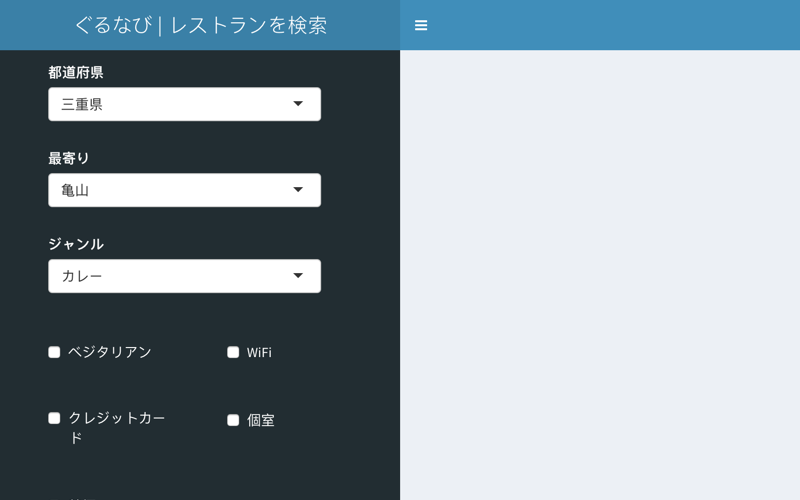 ぐるなび | レストランを検索
都道府県
三重県
最寄り
亀山
ジャンル
カレー
ベジタリアン
WiFi
クレジットカー
ド
個室